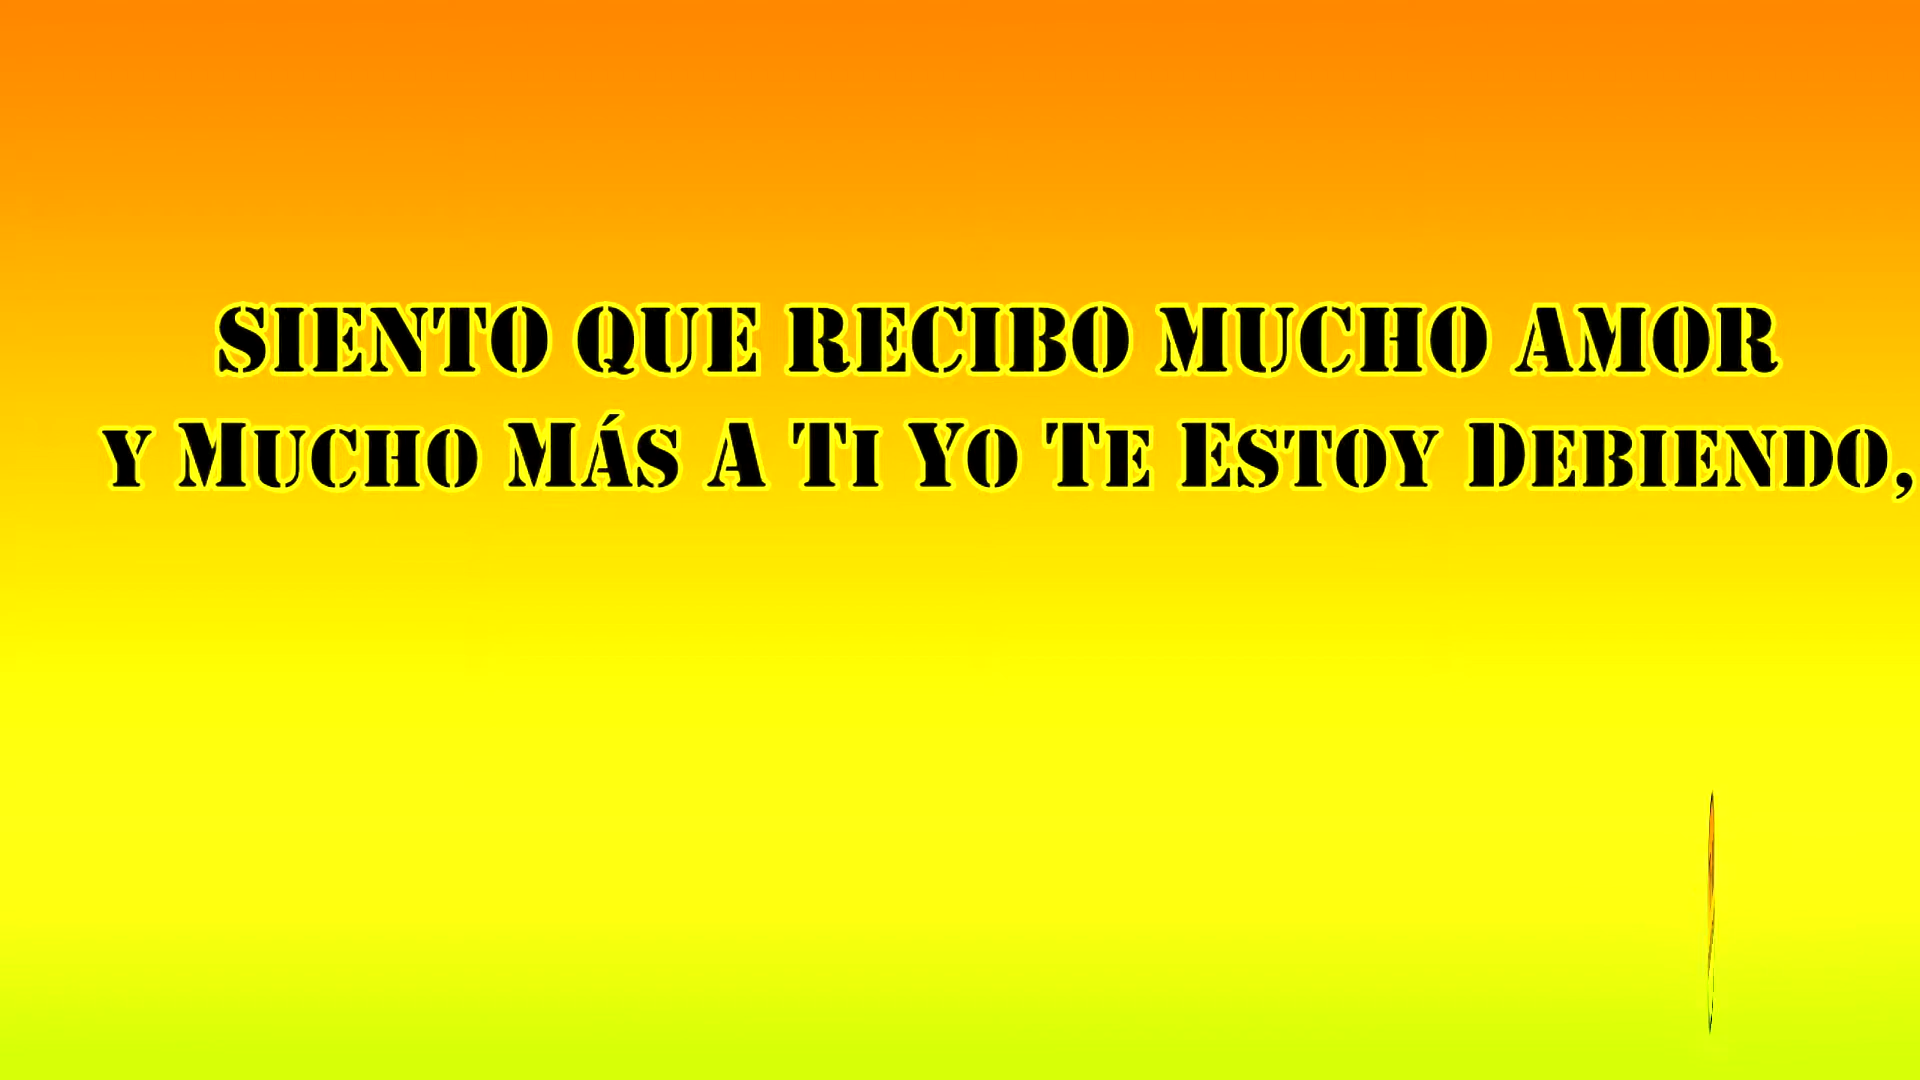 SIENTO QUE RECIBO MUCHO AMOR
Y MUCHO MÁS A TI YO TE ESTOY DEBIENDO,